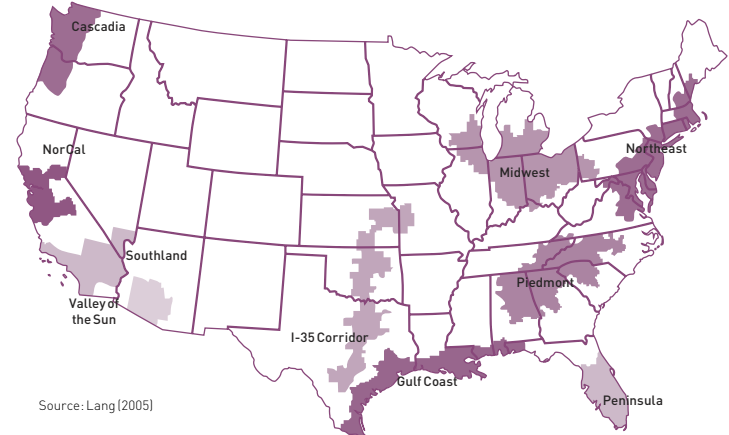 Cascadia
NorCal
Northeast
Midwest
Southland
Piedmont
Valley of
the Sun
I-35 Corridor
Gulf Coast
Peninsula
Source: Lang (2005)